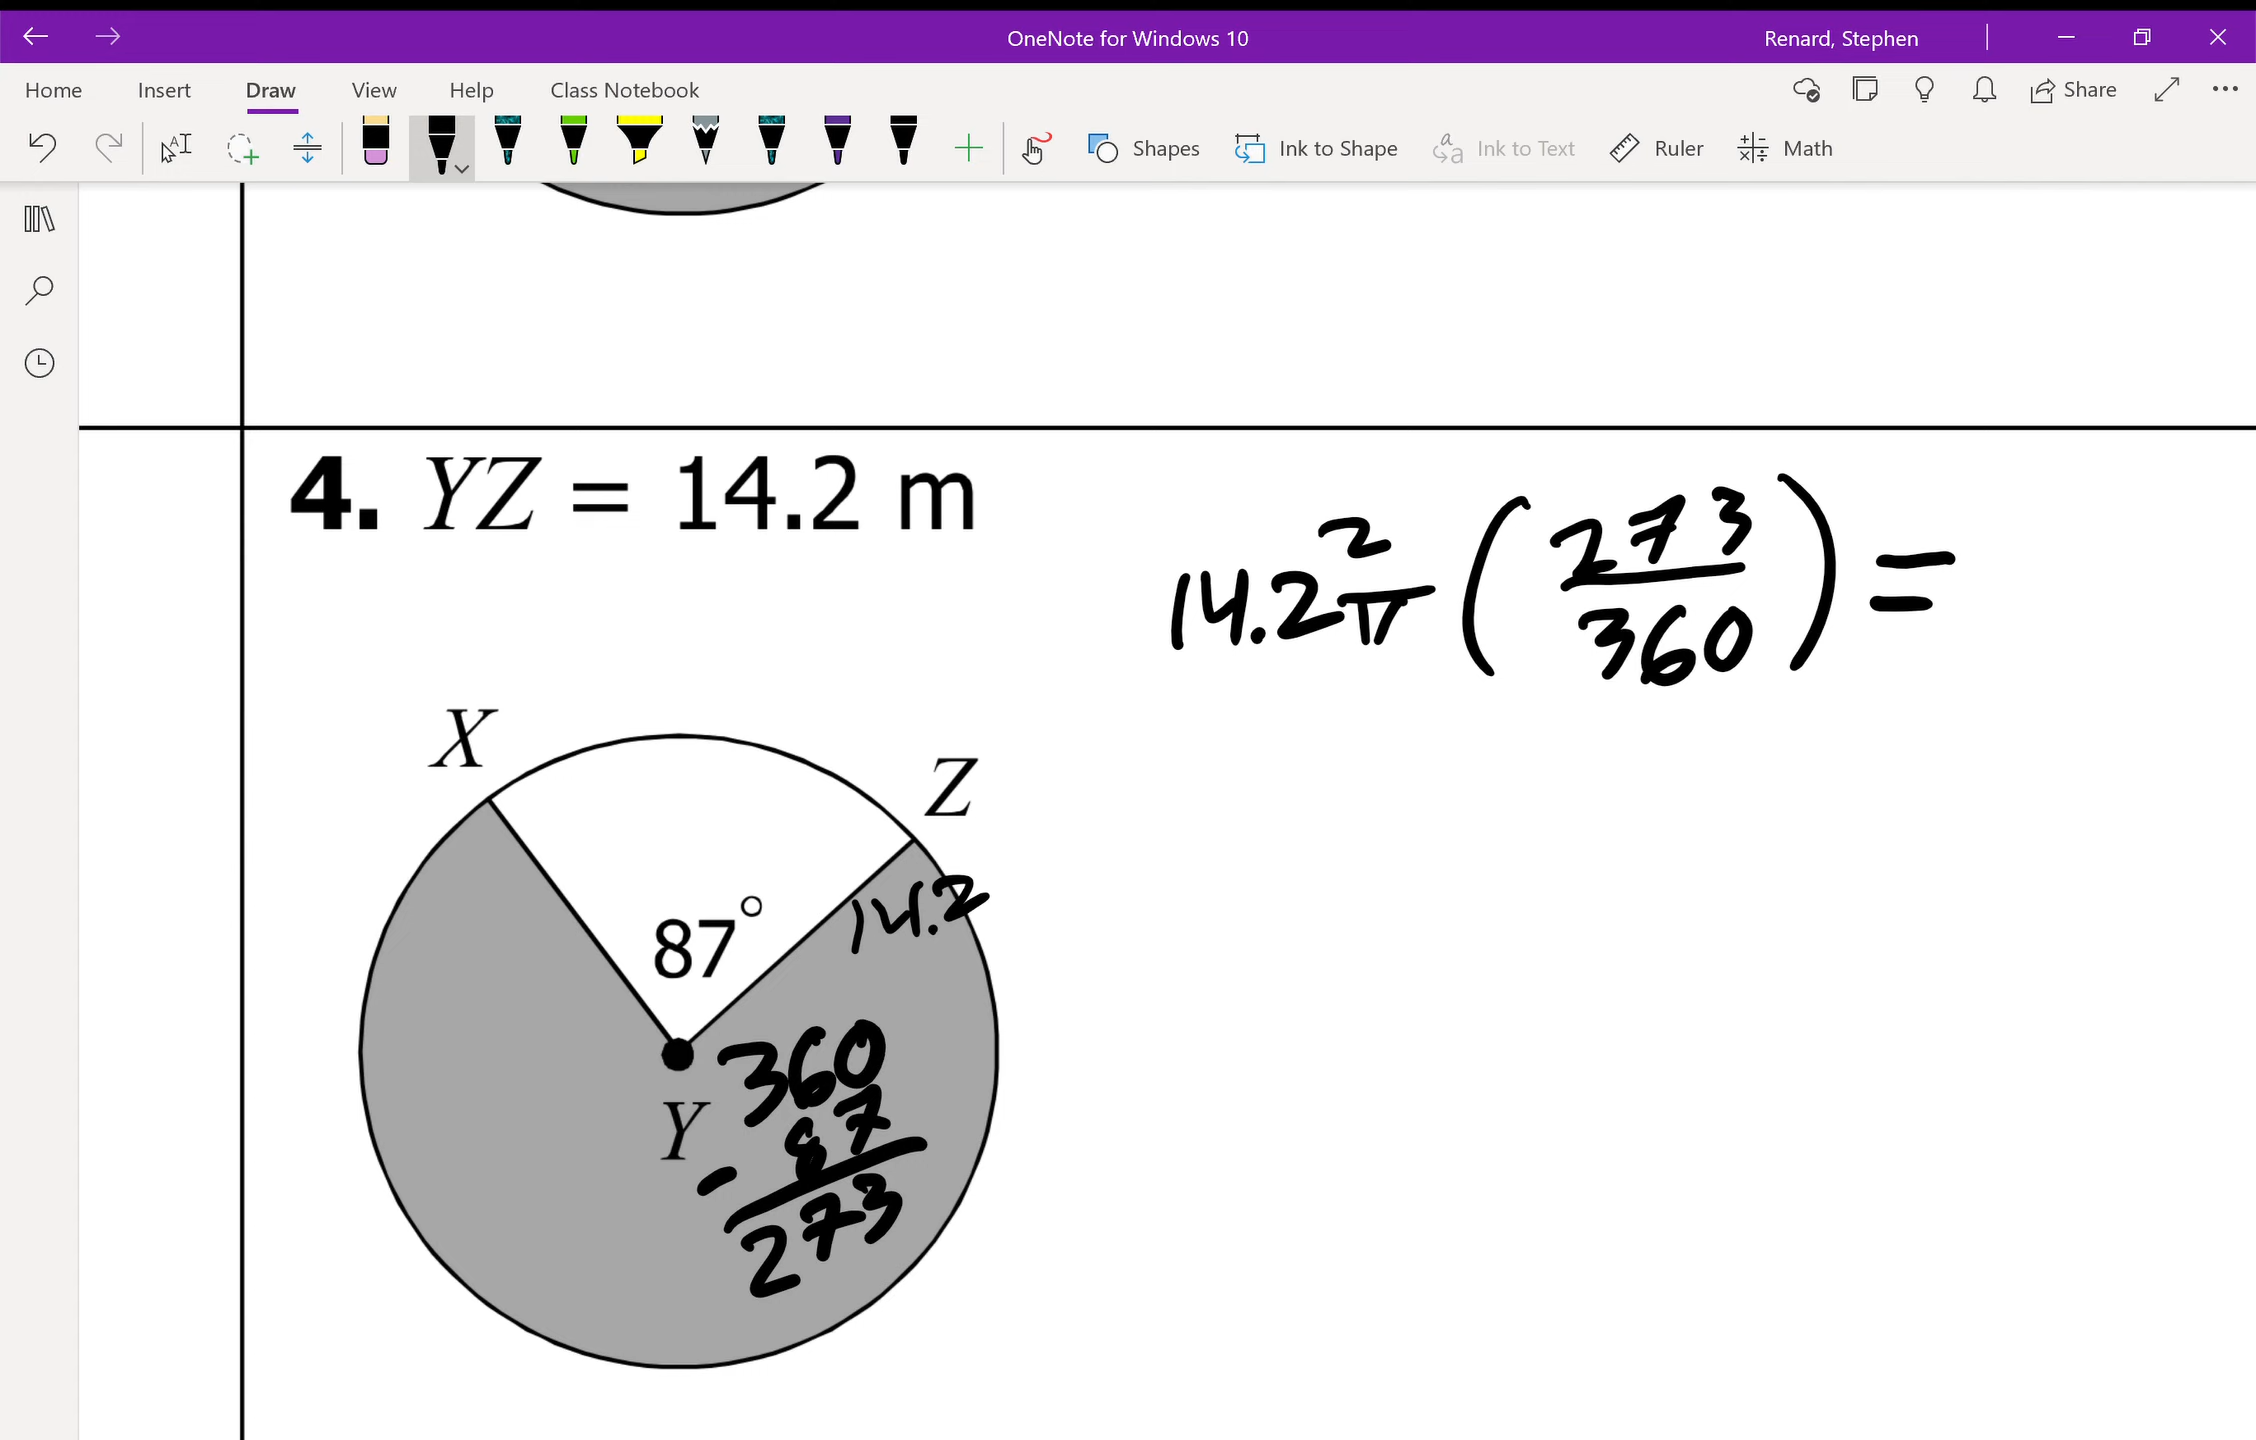 OneNote for Windows 10
Renard, Stephen
Home Insert Draw View Help Class Notebook Share
Shapes Ink to Shape Ink to Text Ruler Math
4. YZ = 14.2 m
14.2²π(273/360) =
X
Z
87°
14.2
Y
360
- 87
273